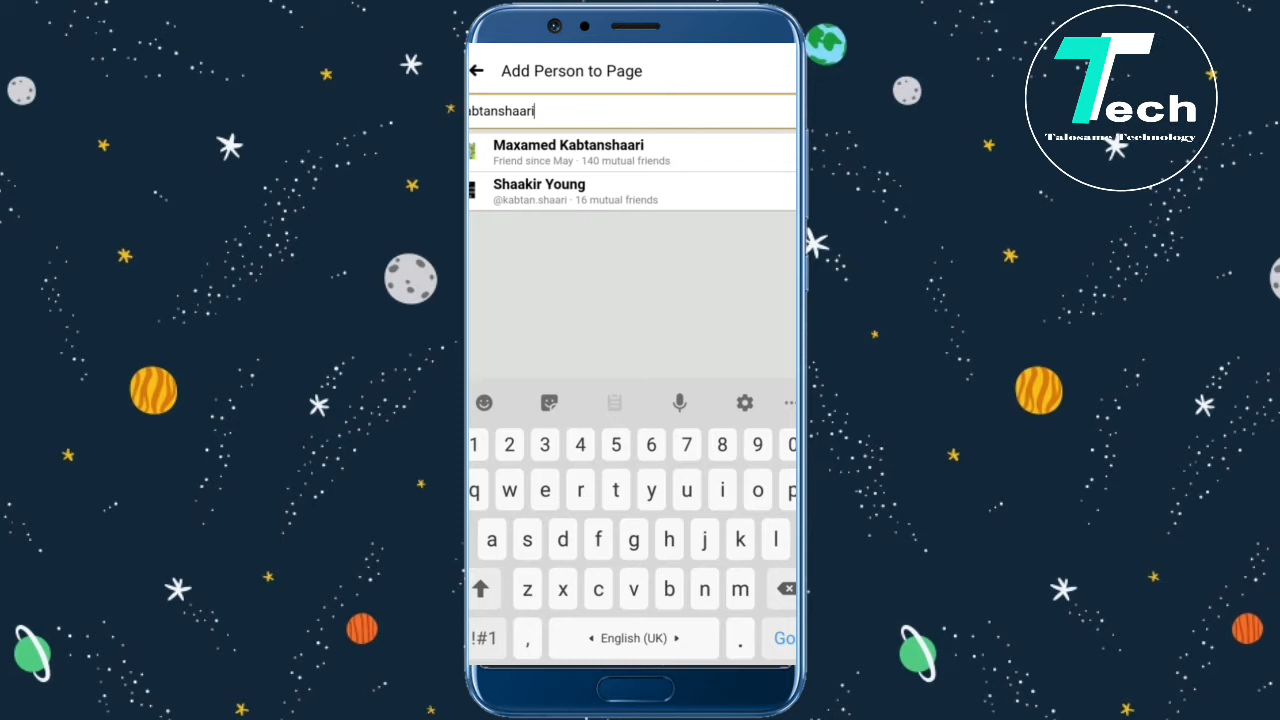 Add Person to Page
abtanshaari
Maxamed Kabtanshaari
Friend since May · 140 mutual friends
Shaakir Young
@kabtan.shaari · 16 mutual friends
1 2 3 4 5 6 7 8 9 0
q w e r t y u i o p
a s d f g h j k l
z x c v b n m
!#1 , English (UK) . Go
Tech
Talosame Technology